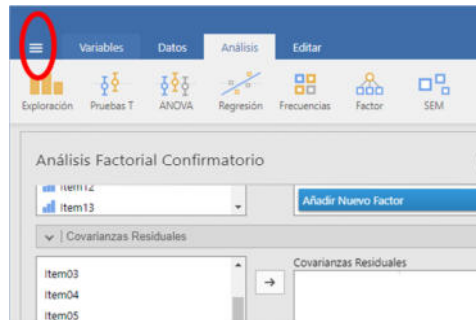 Variables Datos Análisis Editar
Exploración Pruebas T ANOVA Regresión Frecuencias Factor SEM
Análisis Factorial Confirmatorio
Item12
Item13
Añadir Nuevo Factor
Covarianzas Residuales
Item03
Item04
Item05
Covarianzas Residuales